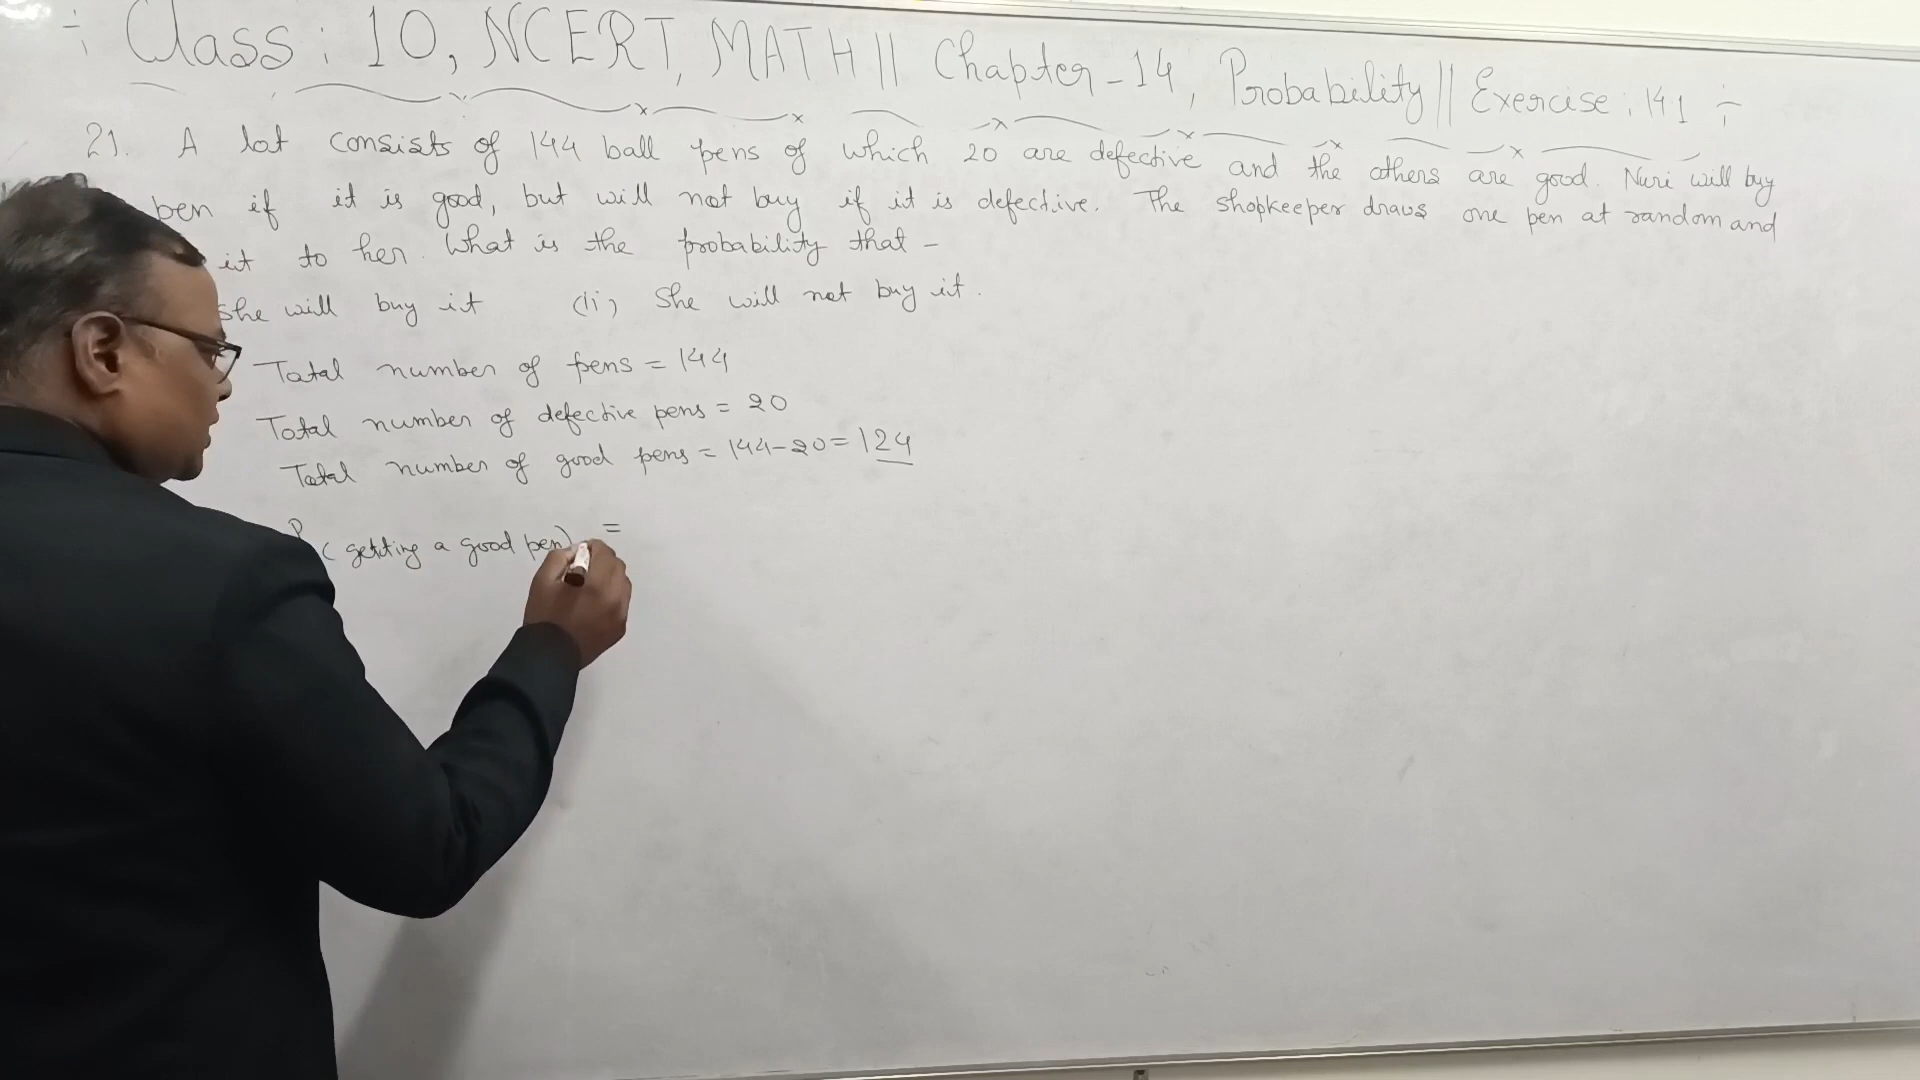 ÷ Class : 10, NCERT, MATH || Chapter - 14, Probability || Exercise : 14.1 ÷
21. A lot consists of 144 ball pens of which 20 are defective and the others are good. Nuri will buy
pen if it is good, but will not buy if it is defective. The shopkeeper draws one pen at random and
it to her. What is the probability that -
She will buy it (ii) She will not buy it.
Total number of pens = 144
Total number of defective pens = 20
Total number of good pens = 144-20 = 124
P (getting a good pen) =